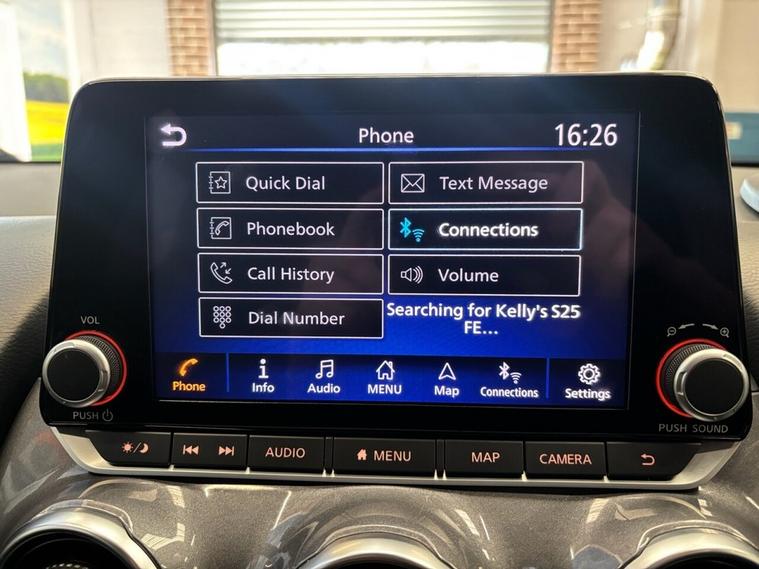 Phone
16:26
Quick Dial
Text Message
Phonebook
Connections
Call History
Volume
Dial Number
Searching for Kelly's S25
FE...
Phone
Info
Audio
MENU
Map
Connections
Settings
VOL
PUSH
PUSH SOUND
AUDIO
MENU
MAP
CAMERA